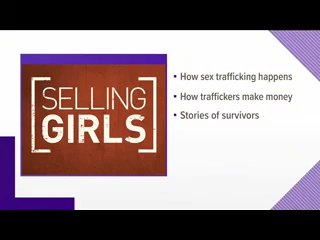 [SELLING
GIRLS]
• How sex trafficking happens
• How traffickers make money
• Stories of survivors